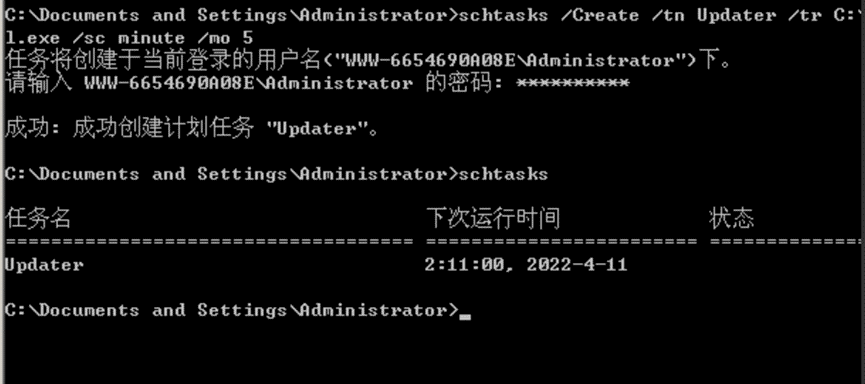 C:\Documents and Settings\Administrator>schtasks /Create /tn Updater /tr C:\
l.exe /sc minute /mo 5
任务将创建于当前登录的用户名("WWW-6654690A08E\Administrator")下。
请输入 WWW-6654690A08E\Administrator 的密码: **********
成功: 成功创建计划任务 "Updater"。
C:\Documents and Settings\Administrator>schtasks
任务名 下次运行时间 状态
==================================== ======================== ===============
Updater 2:11:00, 2022-4-11
C:\Documents and Settings\Administrator>_